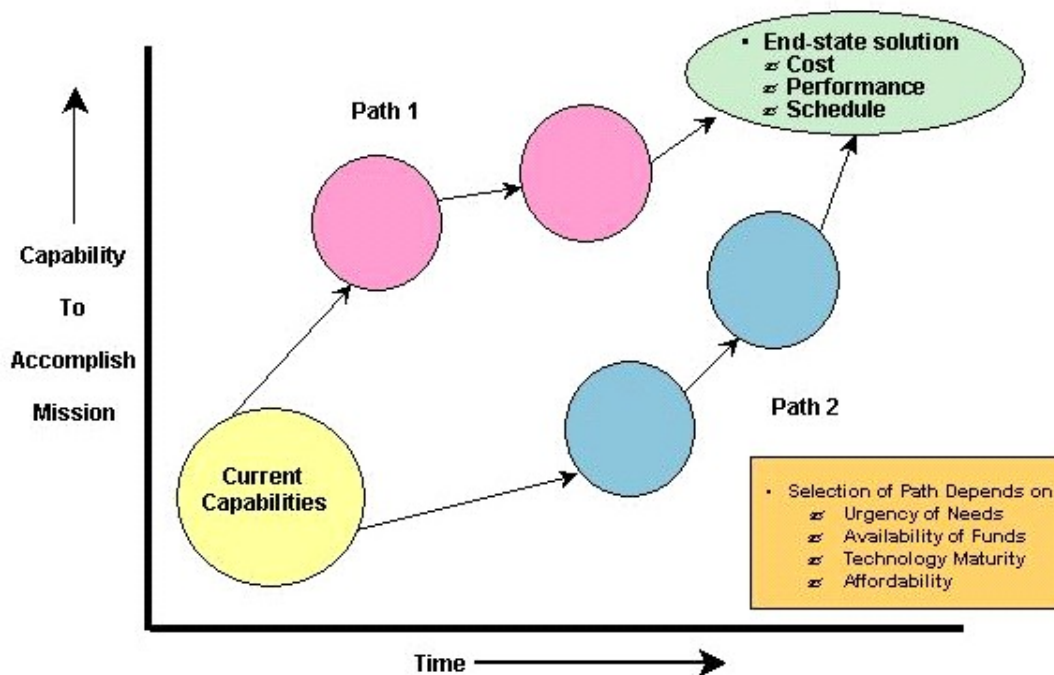 • End-state solution
Cost
Performance
Schedule
Path 1
Capability
To
Accomplish
Mission
Current
Capabilities
Path 2
• Selection of Path Depends on
Urgency of Needs
Availability of Funds
Technology Maturity
Affordability
Time